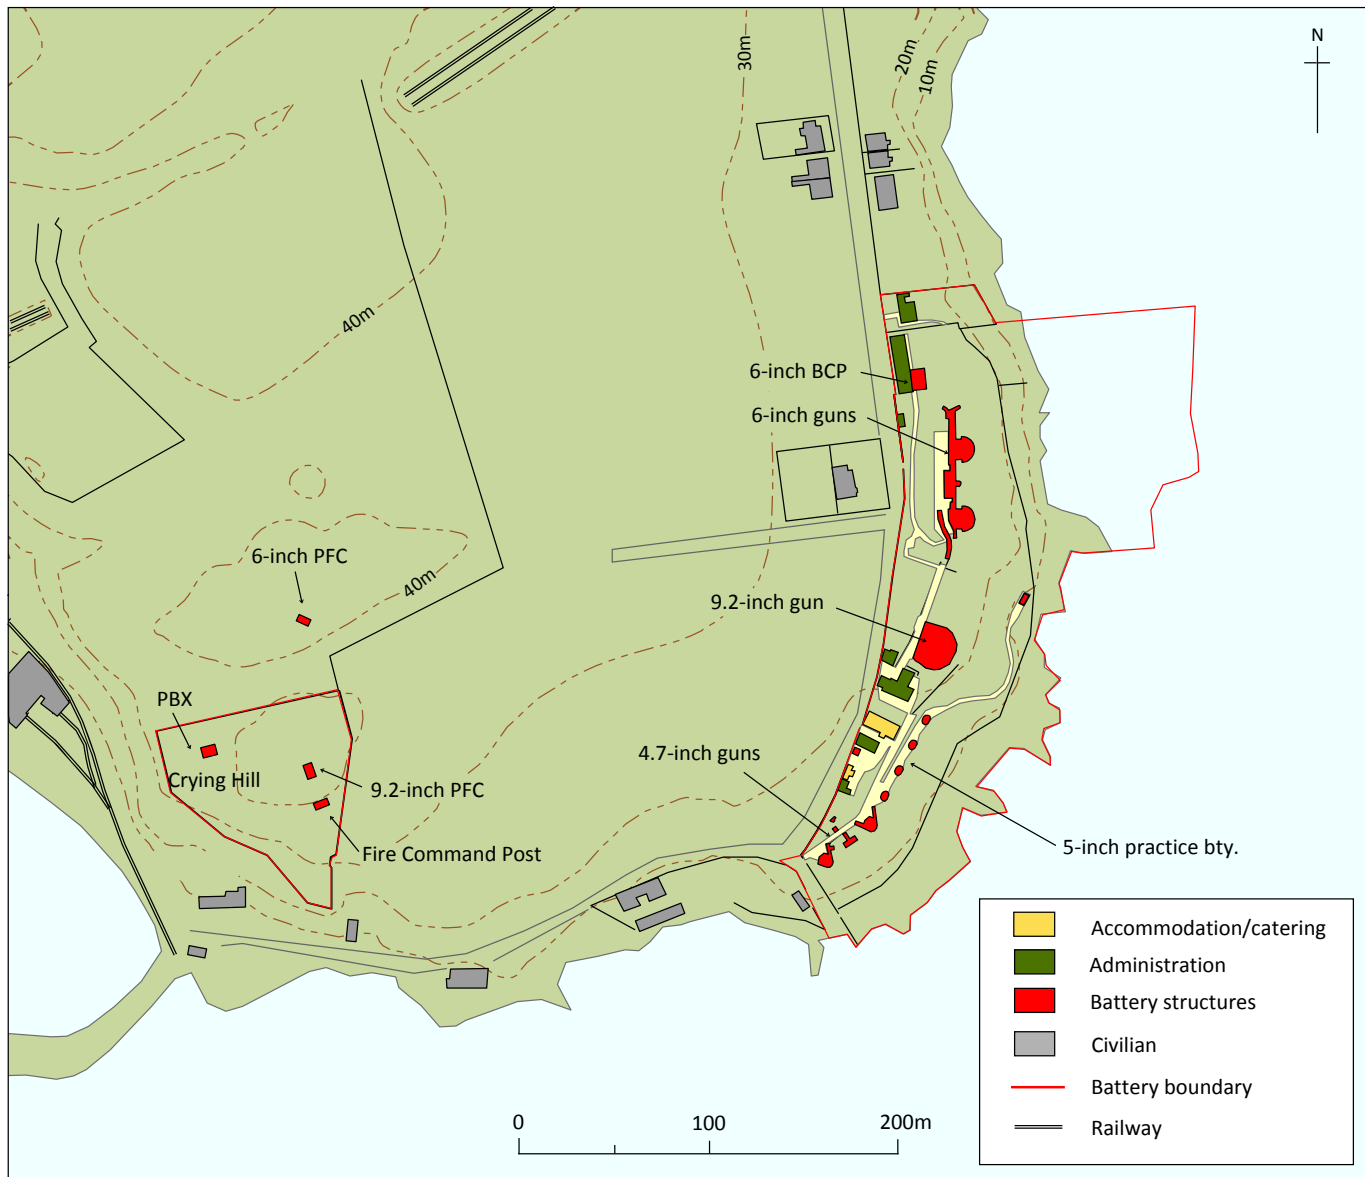 N
30m
20m
10m
40m
6-inch BCP
6-inch guns
6-inch PFC
40m
9.2-inch gun
PBX
Crying Hill
9.2-inch PFC
4.7-inch guns
Fire Command Post
5-inch practice bty.
Accommodation/catering
Administration
Battery structures
Civilian
Battery boundary
Railway
0
100
200m